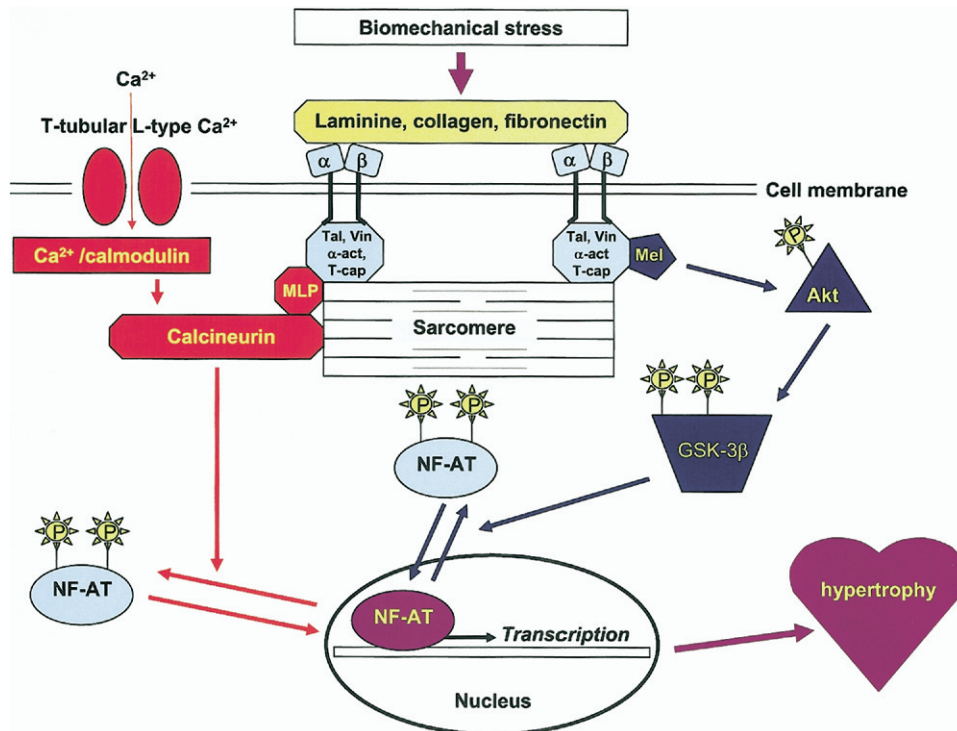 Biomechanical stress
Ca²⁺
T-tubular L-type Ca²⁺
Laminine, collagen, fibronectin
α β
α β
Cell membrane
Tal, Vin
α-act,
T-cap
Tal, Vin
α-act
T-cap
Mel
P
Akt
Ca²⁺ /calmodulin
MLP
Calcineurin
Sarcomere
P P
GSK-3β
P P
NF-AT
P P
NF-AT
NF-AT
Transcription
Nucleus
hypertrophy